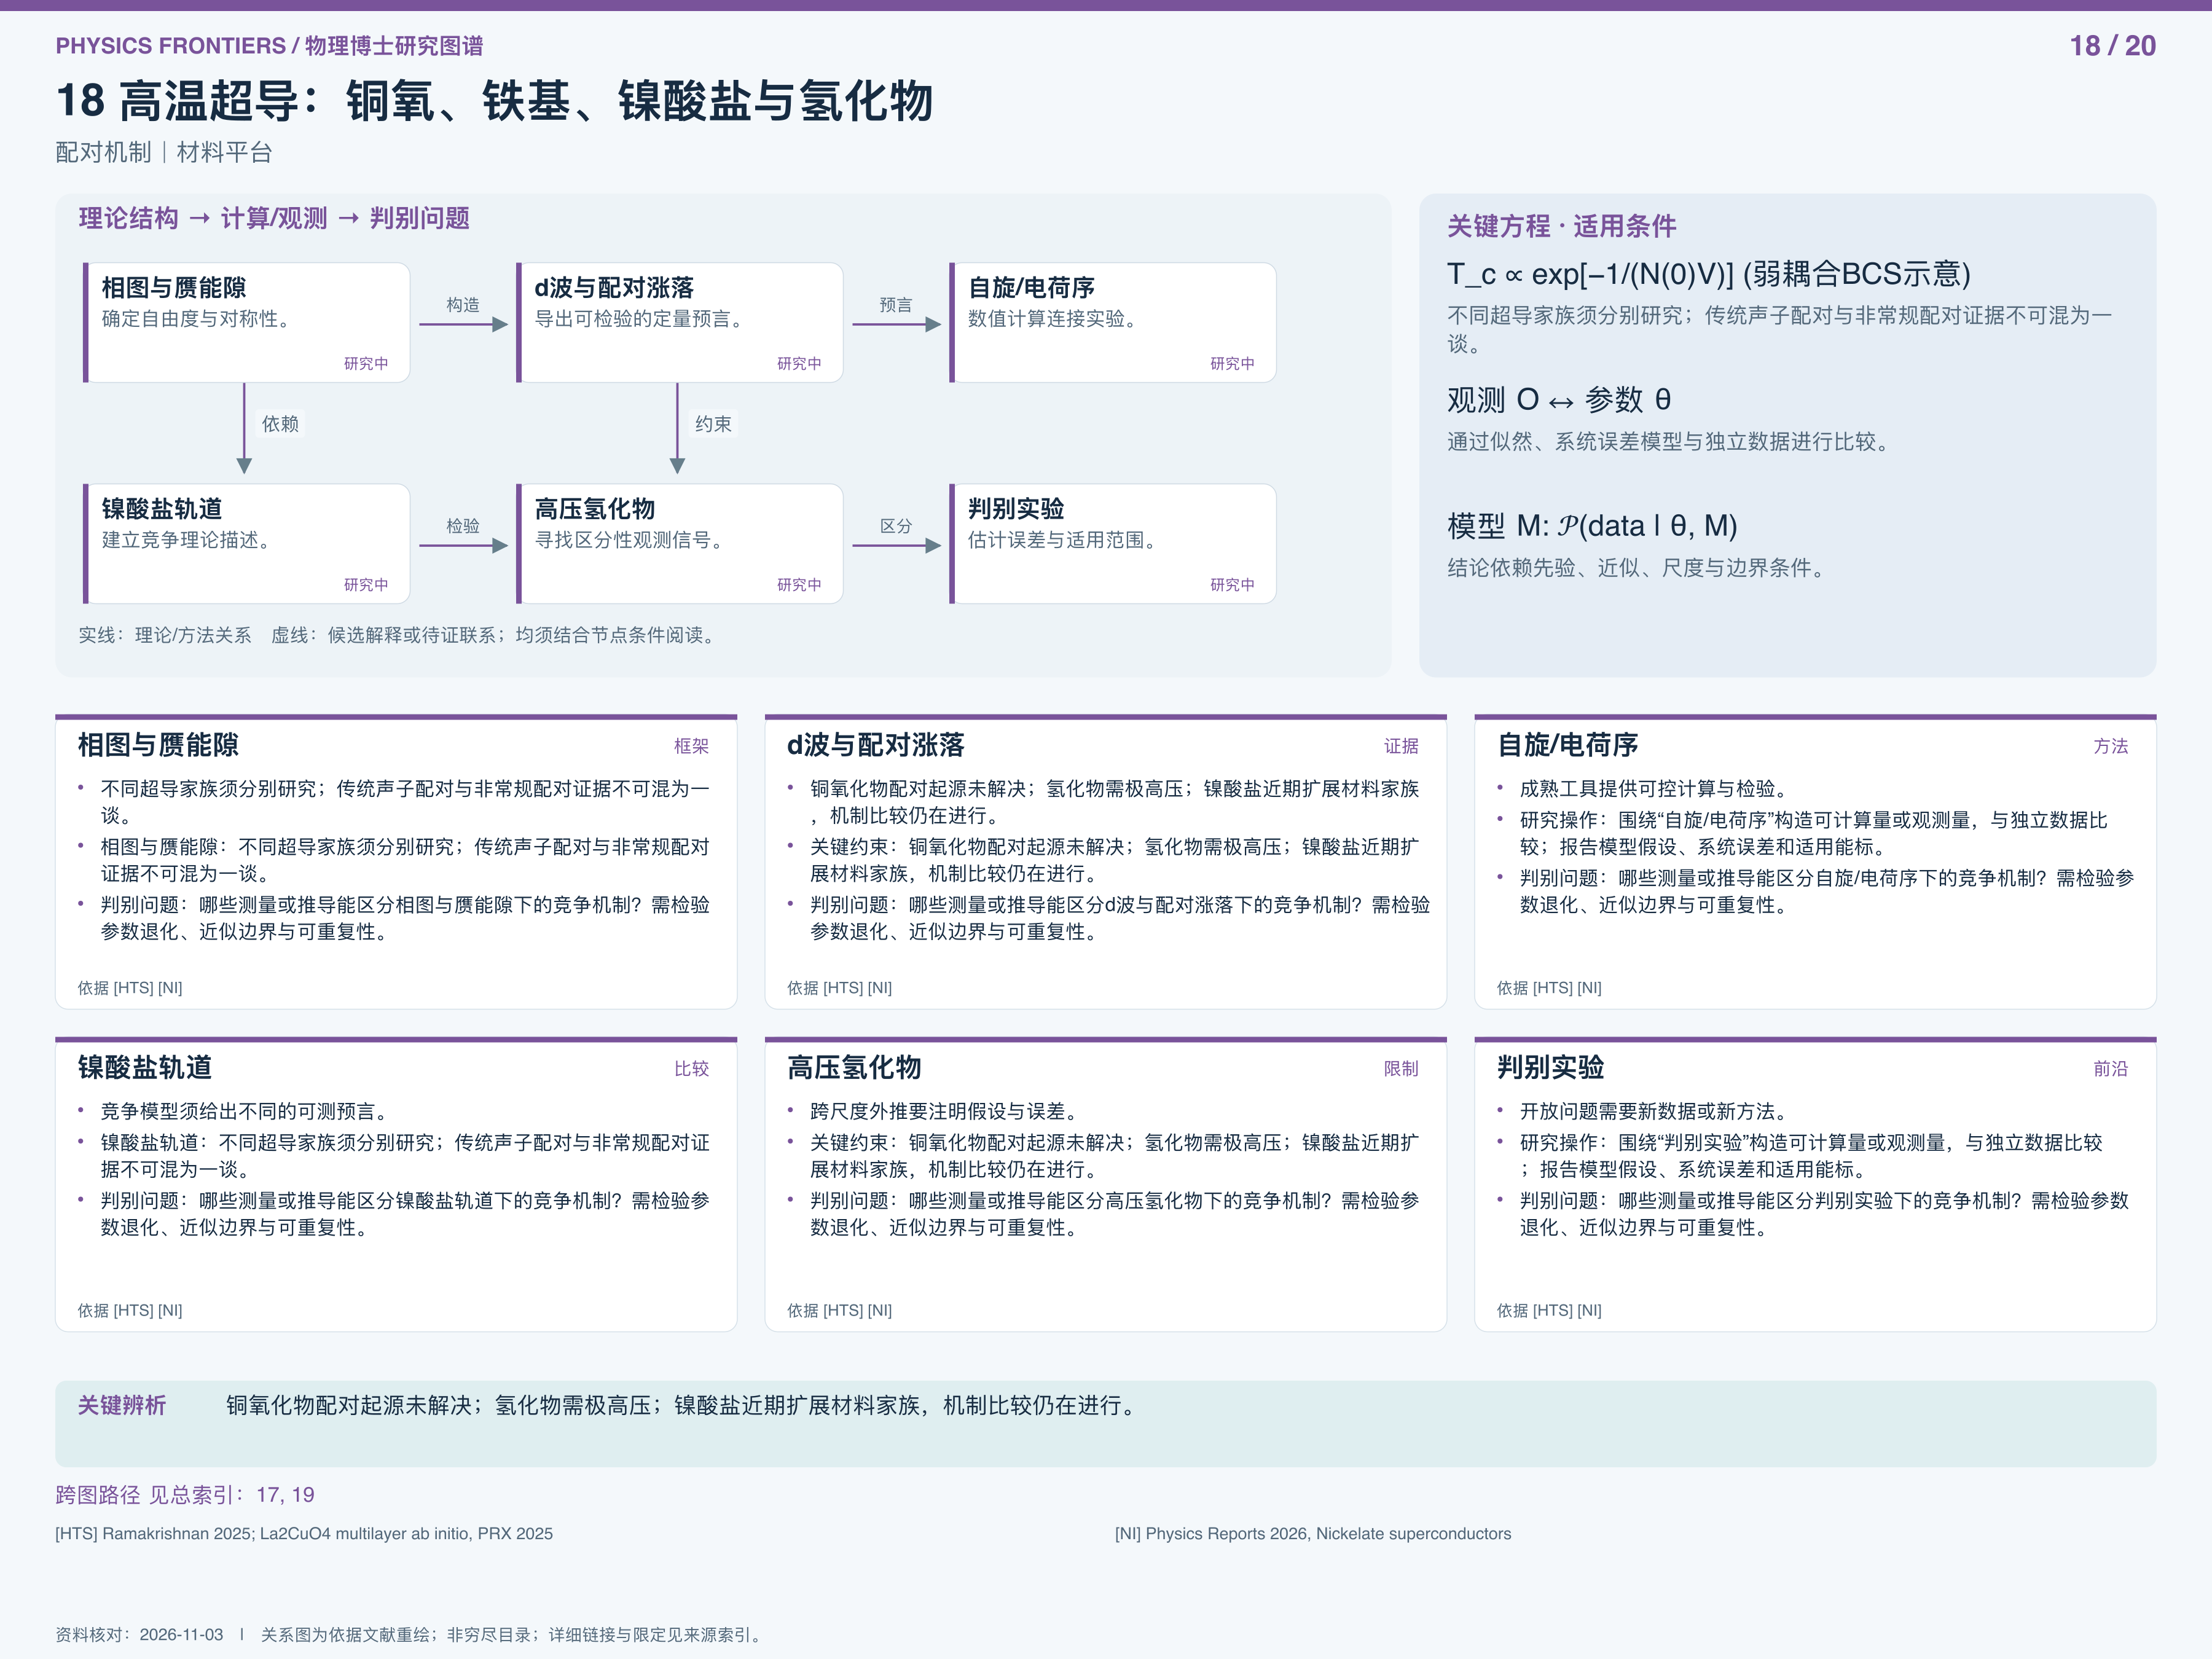 PHYSICS FRONTIERS / 物理博士研究图谱
18 / 20
18 高温超导：铜氧、铁基、镍酸盐与氢化物
配对机制｜材料平台
理论结构 → 计算/观测 → 判别问题
相图与赝能隙
确定自由度与对称性。
研究中
构造
d波与配对涨落
导出可检验的定量预言。
研究中
预言
自旋/电荷序
数值计算连接实验。
研究中
依赖
约束
镍酸盐轨道
建立竞争理论描述。
研究中
检验
高压氢化物
寻找区分性观测信号。
研究中
区分
判别实验
估计误差与适用范围。
研究中
实线：理论/方法关系　虚线：候选解释或待证联系；均须结合节点条件阅读。
关键方程 · 适用条件
T_c ∝ exp[−1/(N(0)V)] (弱耦合BCS示意)
不同超导家族须分别研究；传统声子配对与非常规配对证据不可混为一
谈。
观测 O ↔ 参数 θ
通过似然、系统误差模型与独立数据进行比较。
模型 M: 𝒫(data | θ, M)
结论依赖先验、近似、尺度与边界条件。
相图与赝能隙
框架
• 不同超导家族须分别研究；传统声子配对与非常规配对证据不可混为一
谈。
• 相图与赝能隙：不同超导家族须分别研究；传统声子配对与非常规配对
证据不可混为一谈。
• 判别问题：哪些测量或推导能区分相图与赝能隙下的竞争机制？需检验
参数退化、近似边界与可重复性。
依据 [HTS] [NI]
d波与配对涨落
证据
• 铜氧化物配对起源未解决；氢化物需极高压；镍酸盐近期扩展材料家族
，机制比较仍在进行。
• 关键约束：铜氧化物配对起源未解决；氢化物需极高压；镍酸盐近期扩
展材料家族，机制比较仍在进行。
• 判别问题：哪些测量或推导能区分d波与配对涨落下的竞争机制？需检验
参数退化、近似边界与可重复性。
依据 [HTS] [NI]
自旋/电荷序
方法
• 成熟工具提供可控计算与检验。
• 研究操作：围绕“自旋/电荷序”构造可计算量或观测量，与独立数据比
较；报告模型假设、系统误差和适用能标。
• 判别问题：哪些测量或推导能区分自旋/电荷序下的竞争机制？需检验参
数退化、近似边界与可重复性。
依据 [HTS] [NI]
镍酸盐轨道
比较
• 竞争模型须给出不同的可测预言。
• 镍酸盐轨道：不同超导家族须分别研究；传统声子配对与非常规配对证
据不可混为一谈。
• 判别问题：哪些测量或推导能区分镍酸盐轨道下的竞争机制？需检验参
数退化、近似边界与可重复性。
依据 [HTS] [NI]
高压氢化物
限制
• 跨尺度外推要注明假设与误差。
• 关键约束：铜氧化物配对起源未解决；氢化物需极高压；镍酸盐近期扩
展材料家族，机制比较仍在进行。
• 判别问题：哪些测量或推导能区分高压氢化物下的竞争机制？需检验参
数退化、近似边界与可重复性。
依据 [HTS] [NI]
判别实验
前沿
• 开放问题需要新数据或新方法。
• 研究操作：围绕“判别实验”构造可计算量或观测量，与独立数据比较
；报告模型假设、系统误差和适用能标。
• 判别问题：哪些测量或推导能区分判别实验下的竞争机制？需检验参数
退化、近似边界与可重复性。
依据 [HTS] [NI]
关键辨析　铜氧化物配对起源未解决；氢化物需极高压；镍酸盐近期扩展材料家族，机制比较仍在进行。
跨图路径 见总索引：17, 19
[HTS] Ramakrishnan 2025; La2CuO4 multilayer ab initio, PRX 2025
[NI] Physics Reports 2026, Nickelate superconductors
资料核对：2026-11-03　|　关系图为依据文献重绘；非穷尽目录；详细链接与限定见来源索引。